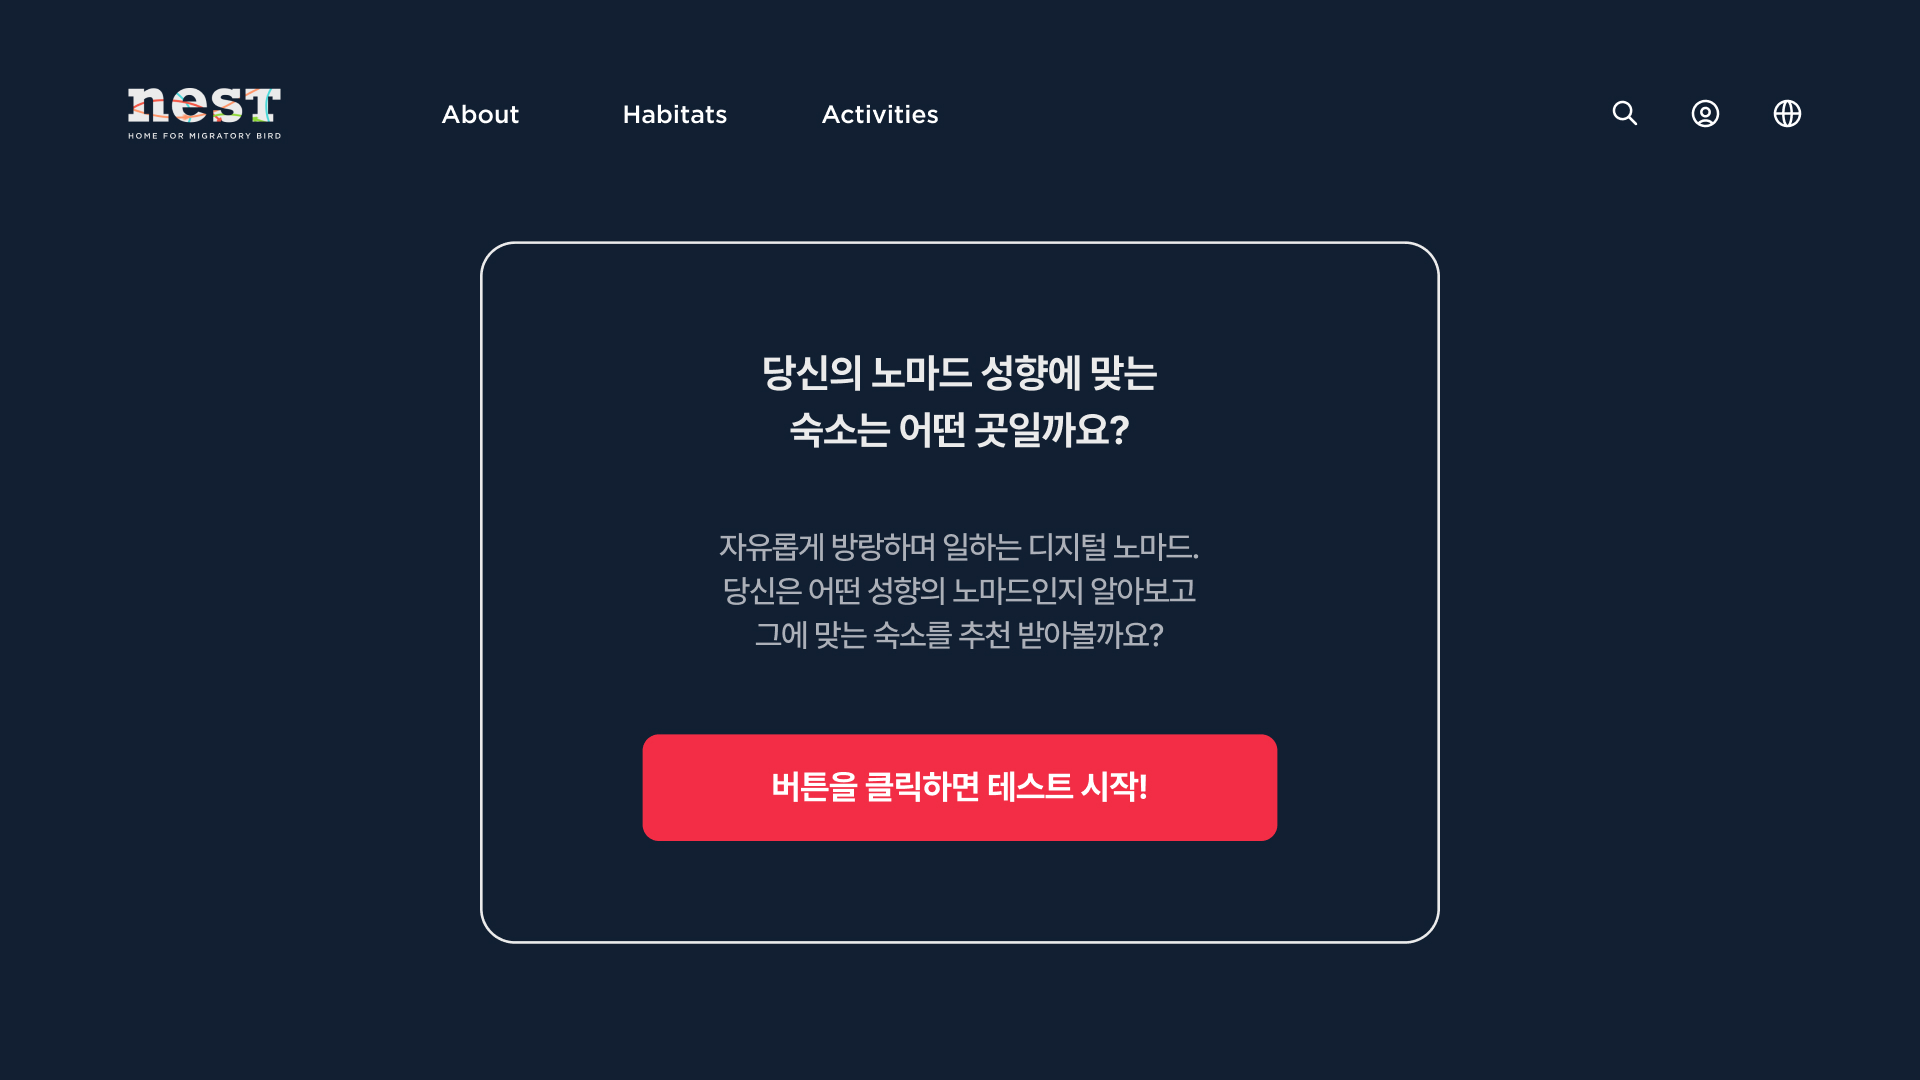 nest
HOME FOR MIGRATORY BIRD
About
Habitats
Activities
당신의 노마드 성향에 맞는
숙소는 어떤 곳일까요?
자유롭게 방랑하며 일하는 디지털 노마드.
당신은 어떤 성향의 노마드인지 알아보고
그에 맞는 숙소를 추천 받아볼까요?
버튼을 클릭하면 테스트 시작!